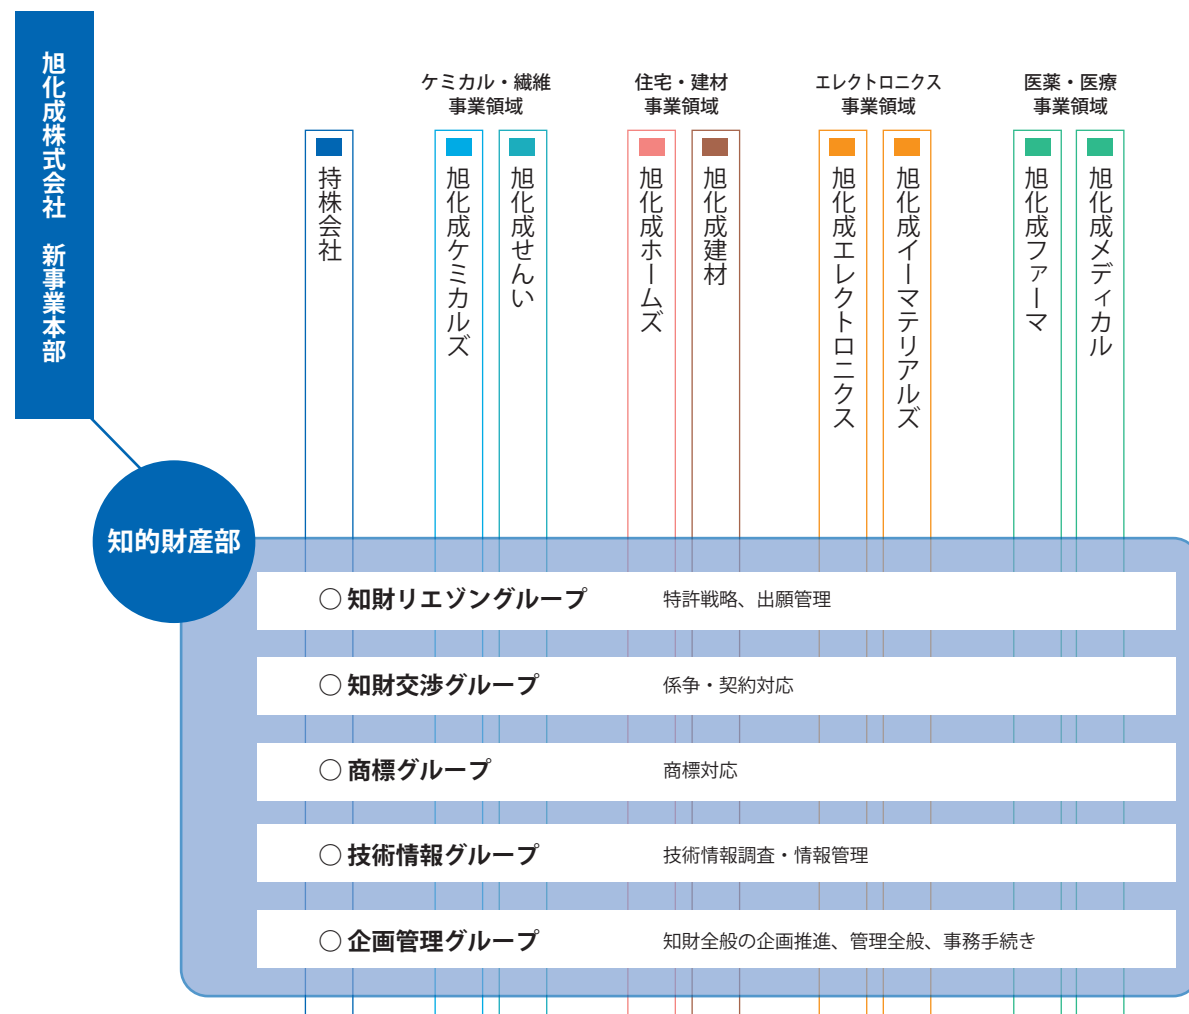 旭化成株式会社　新事業本部
ケミカル・繊維
事業領域
住宅・建材
事業領域
エレクトロニクス
事業領域
医薬・医療
事業領域
持株会社
旭化成ケミカルズ
旭化成せんい
旭化成ホームズ
旭化成建材
旭化成エレクトロニクス
旭化成イーマテリアルズ
旭化成ファーマ
旭化成メディカル
知的財産部
○ 知財リエゾングループ　特許戦略、出願管理
○ 知財交渉グループ　係争・契約対応
○ 商標グループ　商標対応
○ 技術情報グループ　技術情報調査・情報管理
○ 企画管理グループ　知財全般の企画推進、管理全般、事務手続き